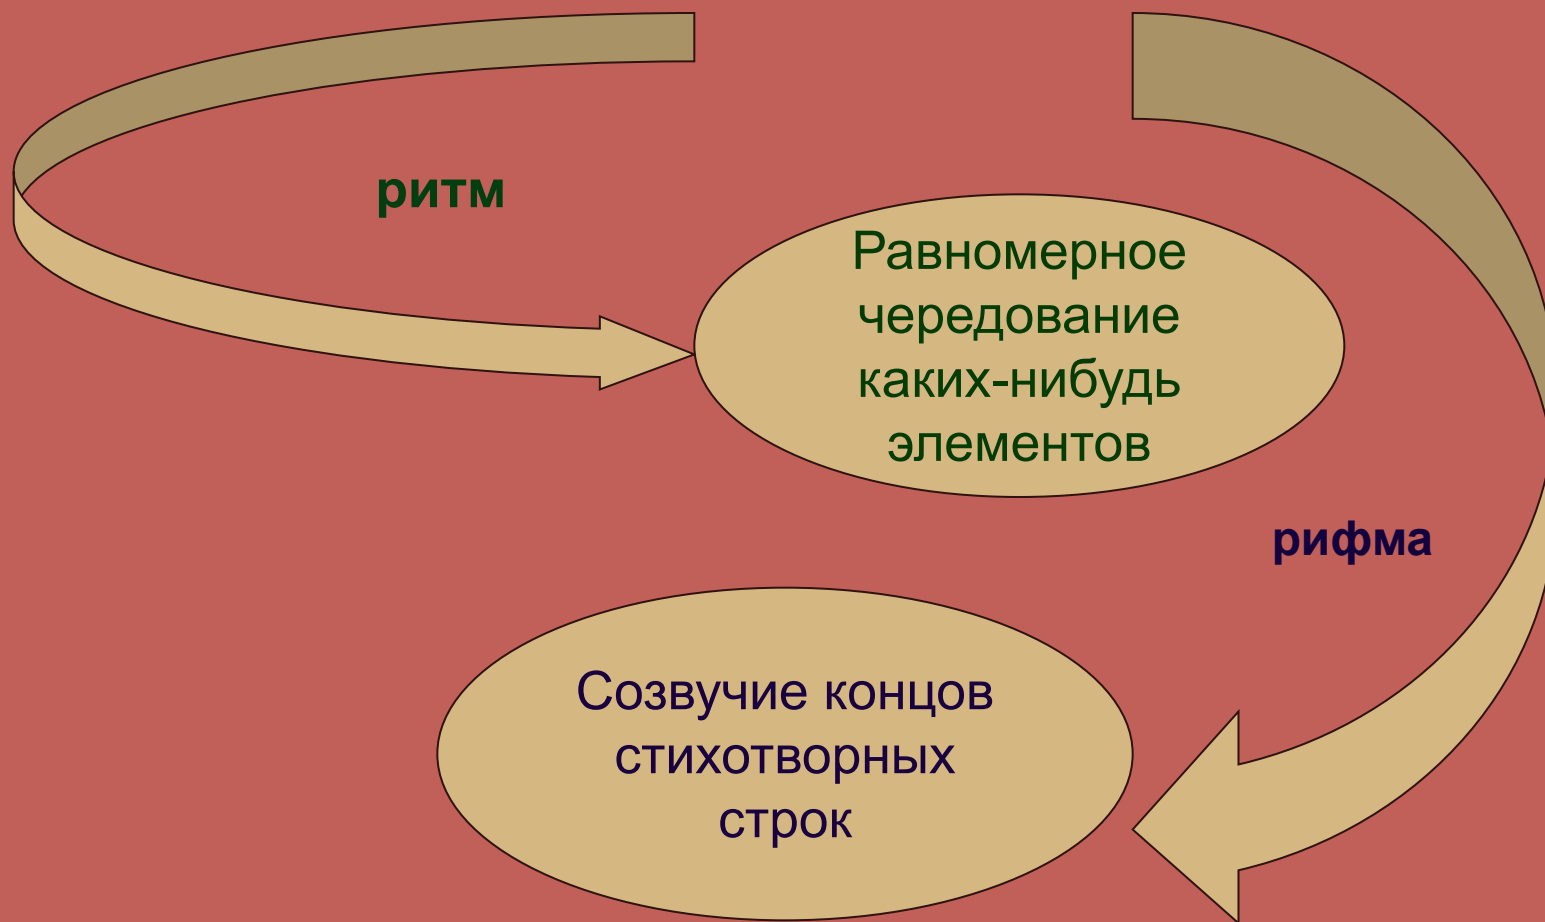 ритм
Равномерное
чередование
каких-нибудь
элементов
рифма
Созвучие концов
стихотворных
строк